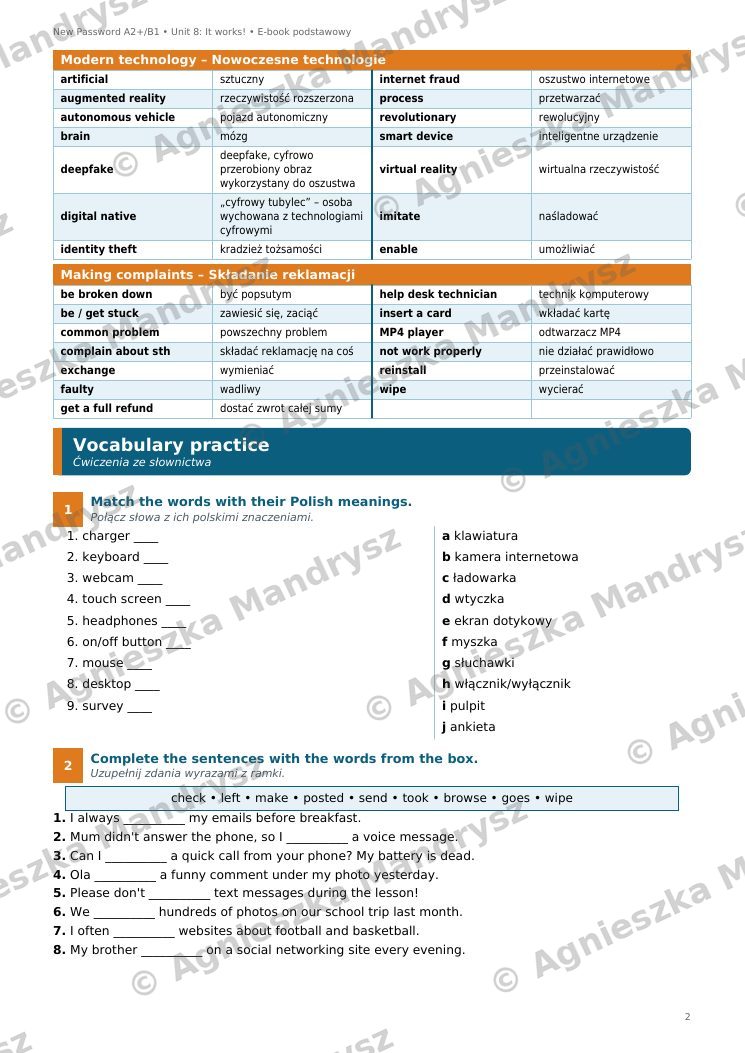 New Password A2+/B1 • Unit 8: It works! • E-book podstawowy
Modern technology – Nowoczesne technologie
artificial sztuczny internet fraud oszustwo internetowe
augmented reality rzeczywistość rozszerzona process przetwarzać
autonomous vehicle pojazd autonomiczny revolutionary rewolucyjny
brain mózg smart device inteligentne urządzenie
deepfake deepfake, cyfrowo przerobiony obraz wykorzystany do oszustwa virtual reality wirtualna rzeczywistość
digital native „cyfrowy tubylec” – osoba wychowana z technologiami cyfrowymi imitate naśladować
identity theft kradzież tożsamości enable umożliwiać
Making complaints – Składanie reklamacji
be broken down być popsutym help desk technician technik komputerowy
be / get stuck zawiesić się, zaciąć insert a card wkładać kartę
common problem powszechny problem MP4 player odtwarzacz MP4
complain about sth składać reklamację na coś not work properly nie działać prawidłowo
exchange wymieniać reinstall przeinstalować
faulty wadliwy wipe wycierać
get a full refund dostać zwrot całej sumy
Vocabulary practice
Ćwiczenia ze słownictwa
1 Match the words with their Polish meanings.
Połącz słowa z ich polskimi znaczeniami.
1. charger ____
2. keyboard ____
3. webcam ____
4. touch screen ____
5. headphones ____
6. on/off button ____
7. mouse ____
8. desktop ____
9. survey ____
a klawiatura
b kamera internetowa
c ładowarka
d wtyczka
e ekran dotykowy
f myszka
g słuchawki
h włącznik/wyłącznik
i pulpit
j ankieta
2 Complete the sentences with the words from the box.
Uzupełnij zdania wyrazami z ramki.
check • left • make • posted • send • took • browse • goes • wipe
1. I always __________ my emails before breakfast.
2. Mum didn't answer the phone, so I __________ a voice message.
3. Can I __________ a quick call from your phone? My battery is dead.
4. Ola __________ a funny comment under my photo yesterday.
5. Please don't __________ text messages during the lesson!
6. We __________ hundreds of photos on our school trip last month.
7. I often __________ websites about football and basketball.
8. My brother __________ on a social networking site every evening.
2
© Agnieszka Mandrysz